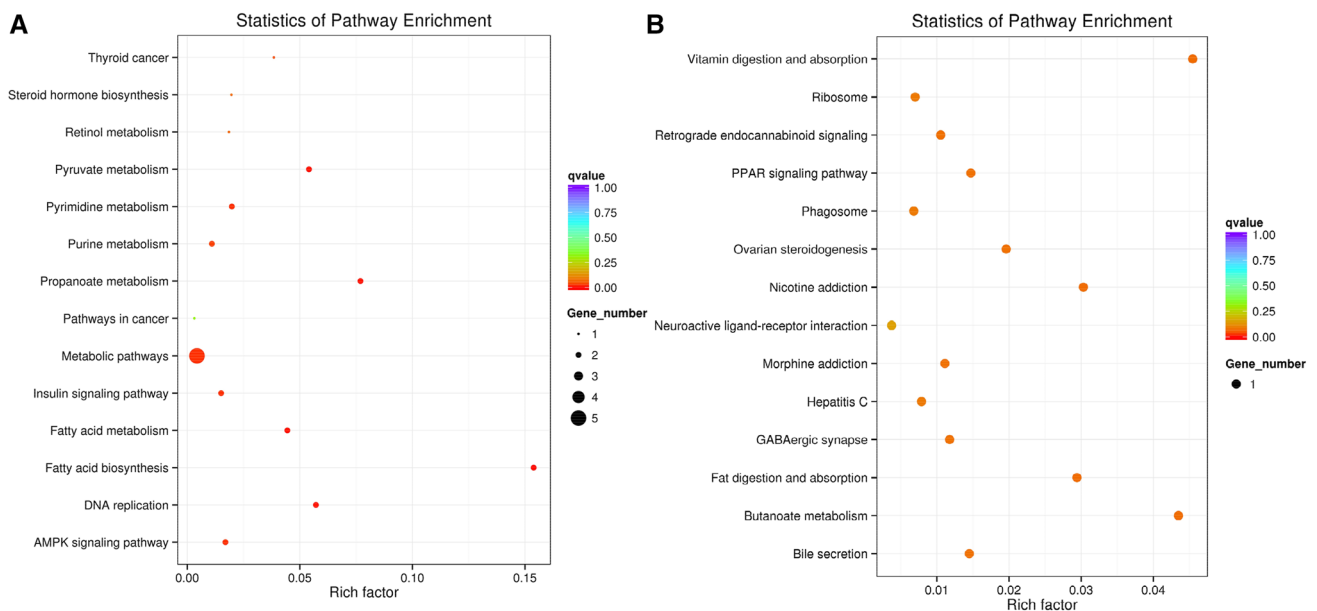 A
Statistics of Pathway Enrichment
Thyroid cancer
Steroid hormone biosynthesis
Retinol metabolism
Pyruvate metabolism
Pyrimidine metabolism
Purine metabolism
Propanoate metabolism
Pathways in cancer
Metabolic pathways
Insulin signaling pathway
Fatty acid metabolism
Fatty acid biosynthesis
DNA replication
AMPK signaling pathway
0.00 0.05 0.10 0.15
Rich factor
qvalue
1.00
0.75
0.50
0.25
0.00
Gene_number
1
2
3
4
5
B
Statistics of Pathway Enrichment
Vitamin digestion and absorption
Ribosome
Retrograde endocannabinoid signaling
PPAR signaling pathway
Phagosome
Ovarian steroidogenesis
Nicotine addiction
Neuroactive ligand-receptor interaction
Morphine addiction
Hepatitis C
GABAergic synapse
Fat digestion and absorption
Butanoate metabolism
Bile secretion
0.01 0.02 0.03 0.04
Rich factor
qvalue
1.00
0.75
0.50
0.25
0.00
Gene_number
1